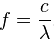 f = c/λ